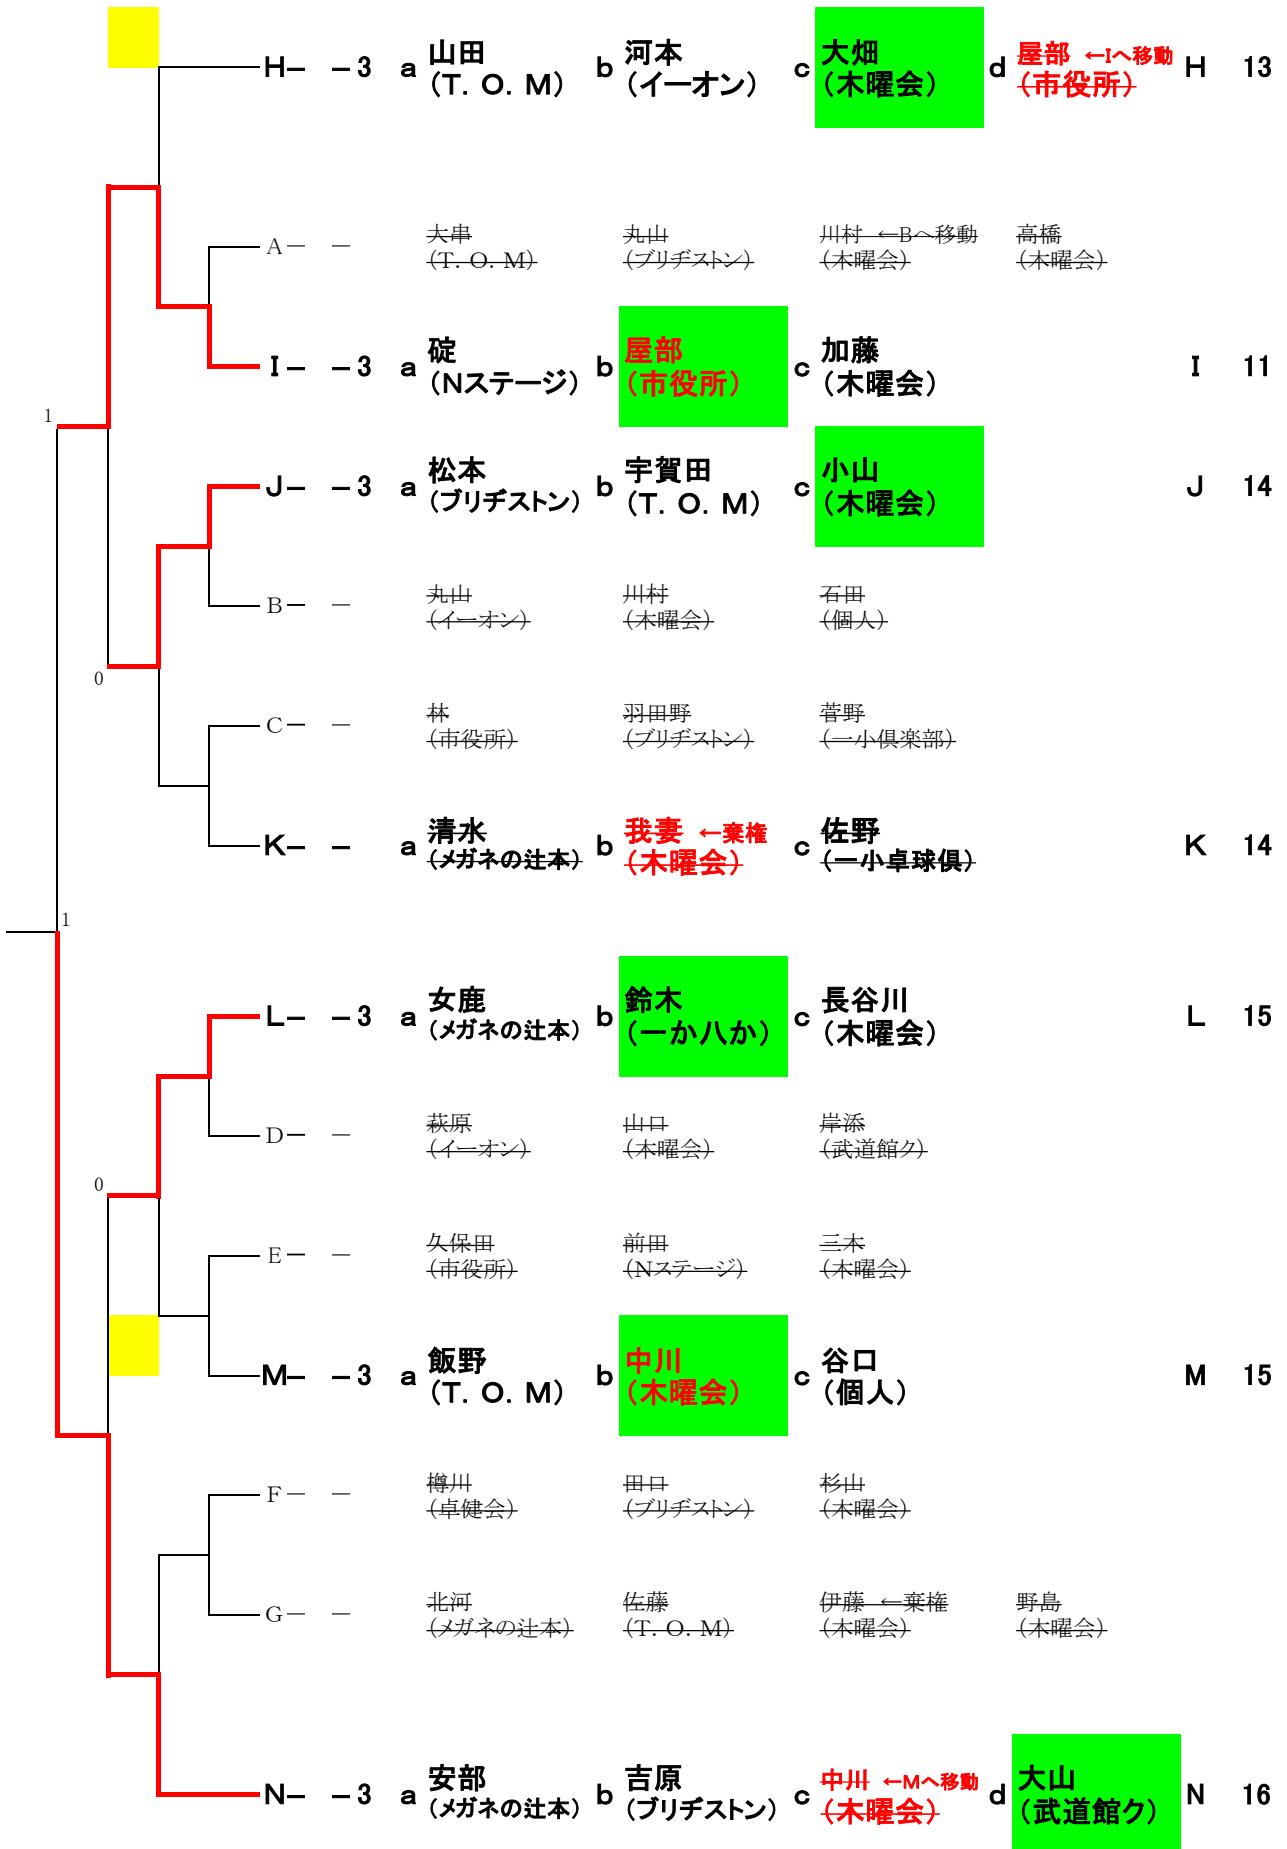 H－ －3 a 山田 b 河本 c 大畑 d 屋部 ←Iへ移動 H 13
（T．O．M） （イーオン） （木曜会） （市役所）
A－ － 大串 丸山 川村 ←Bへ移動 高橋
（T．O．M） （ブリヂストン） （木曜会） （木曜会）
I－ －3 a 碇 b 屋部 c 加藤 I 11
（Nステージ） （市役所） （木曜会）
1
J－ －3 a 松本 b 宇賀田 c 小山 J 14
（ブリヂストン） （T．O．M） （木曜会）
B－ － 丸山 川村 石田
（イーオン） （木曜会） （個人）
0
C－ － 林 羽田野 菅野
（市役所） （ブリヂストン） （一小倶楽部）
K－ － a 清水 b 我妻 ←棄権 c 佐野 K 14
（メガネの辻本） （木曜会） （一小卓球倶）
1
L－ －3 a 女鹿 b 鈴木 c 長谷川 L 15
（メガネの辻本） （一か八か） （木曜会）
D－ － 萩原 山口 岸添
（イーオン） （木曜会） （武道館ク）
0
E－ － 久保田 前田 三木
（市役所） （Nステージ） （木曜会）
M－ －3 a 飯野 b 中川 c 谷口 M 15
（T．O．M） （木曜会） （個人）
F－ － 樽川 田口 杉山
（卓健会） （ブリヂストン） （木曜会）
G－ － 北河 佐藤 伊藤 ←棄権 野島
（メガネの辻本） （T．O．M） （木曜会） （木曜会）
N－ －3 a 安部 b 吉原 c 中川 ←Mへ移動 d 大山 N 16
（メガネの辻本） （ブリヂストン） （木曜会） （武道館ク）